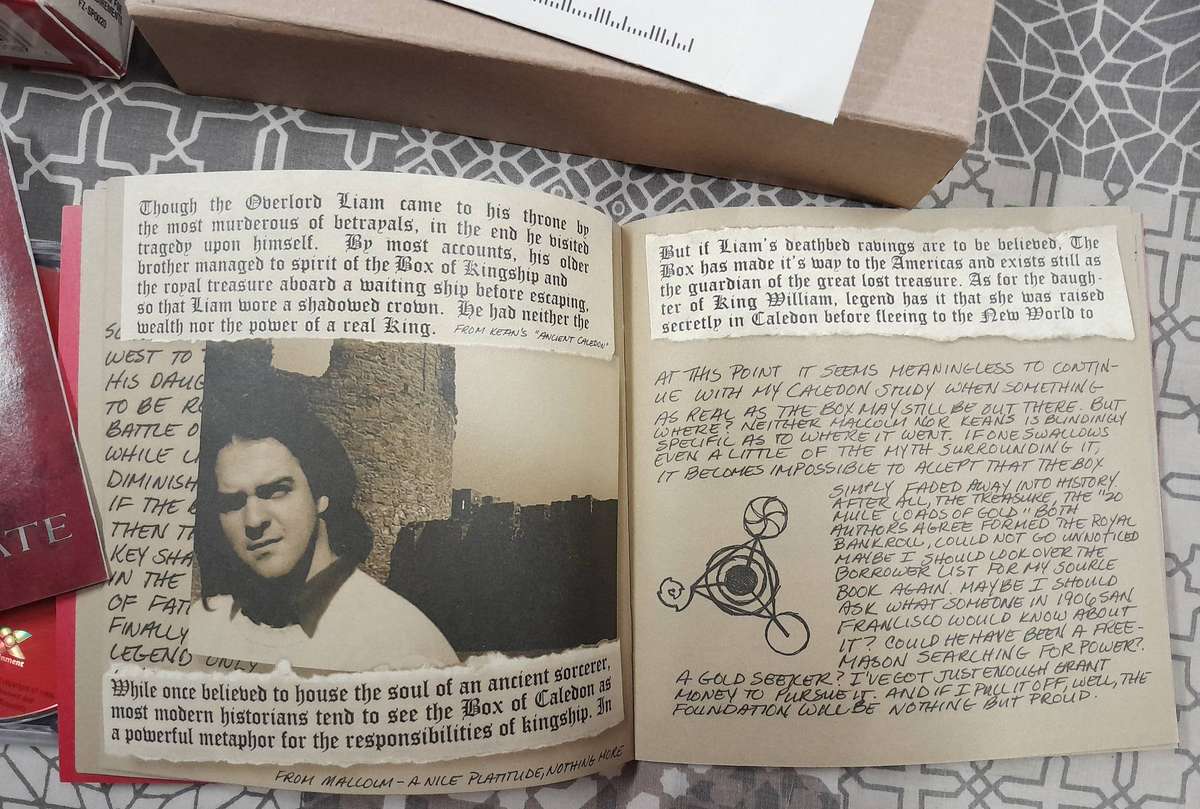 FZ-SP0020
Though the Overlord Liam came to his throne by
the most murderous of betrayals, in the end he visited
tragedy upon himself. By most accounts, his older
brother managed to spirit of the Box of Kingship and
the royal treasure aboard a waiting ship before escaping,
so that Liam wore a shadowed crown. He had neither the
wealth nor the power of a real King. FROM KEAN'S "ANCIENT CALEDON"
WEST TO
HIS DAUG
TO BE R
BATTLE O
WHILE
DIMINISH
IF THE
THEN
KEY SHA
IN THE
OF FAT
FINALLY
LEGEND ONLY
While once believed to house the soul of an ancient sorcerer,
most modern historians tend to see the Box of Caledon as
a powerful metaphor for the responsibilities of kingship. In
FROM MALCOLM - A NICE PLATITUDE, NOTHING MORE
But if Liam's deathbed ravings are to be believed, The
Box has made it's way to the Americas and exists still as
the guardian of the great lost treasure. As for the daugh-
ter of King William, legend has it that she was raised
secretly in Caledon before fleeing to the New World to
AT THIS POINT IT SEEMS MEANINGLESS TO CONTIN-
UE WITH MY CALEDON STUDY WHEN SOMETHING
AS REAL AS THE BOX MAY STILL BE OUT THERE. BUT
WHERE? NEITHER MALCOLM NOR KEANS IS BLINDINGLY
SPECIFIC AS TO WHERE IT WENT. IF ONE SWALLOWS
EVEN A LITTLE OF THE MYTH SURROUNDING IT,
IT BECOMES IMPOSSIBLE TO ACCEPT THAT THE BOX
SIMPLY FADED AWAY INTO HISTORY.
AFTER ALL THE TREASURE, THE "20
MULE LOADS OF GOLD" BOTH
AUTHORS AGREE FORMED THE ROYAL
BANKROLL, COULD NOT GO UNNOTICED
MAYBE I SHOULD LOOK OVER THE
BORROWER LIST FOR MY SOURCE
BOOK AGAIN. MAYBE I SHOULD
ASK WHAT SOMEONE IN 1906 SAN
FRANCISCO WOULD KNOW ABOUT
IT? COULD HE HAVE BEEN A FREE-
MASON SEARCHING FOR POWER?
A GOLD SEEKER? I'VE GOT JUST ENOUGH GRANT
MONEY TO PURSUE IT. AND IF I PULL IT OFF, WELL, THE
FOUNDATION WILL BE NOTHING BUT PROUD.
ATE